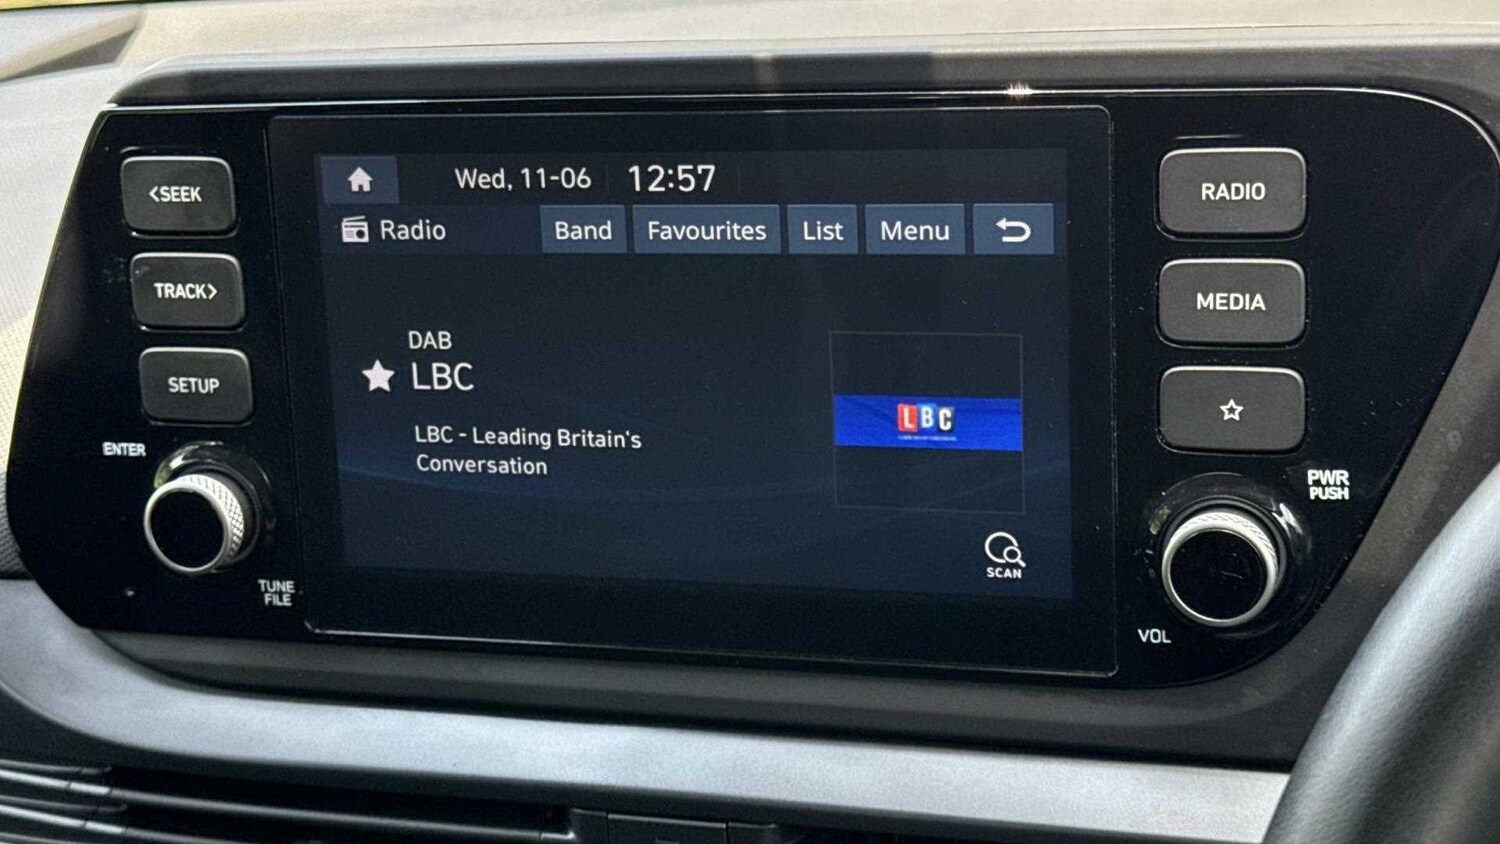 <SEEK
TRACK>
SETUP
ENTER
TUNE
FILE
Wed, 11-06 12:57
Radio Band Favourites List Menu
DAB
LBC
LBC - Leading Britain's
Conversation
LBC
SCAN
RADIO
MEDIA
PWR
PUSH
VOL